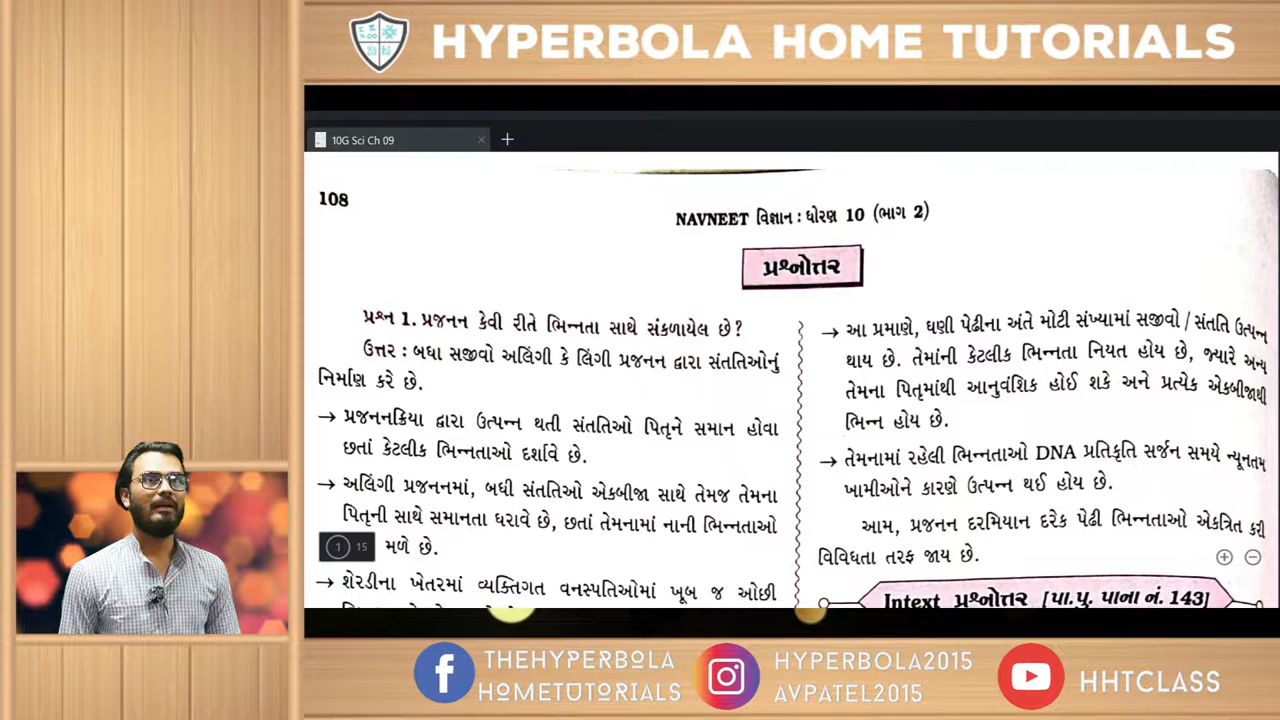 HYPERBOLA HOME TUTORIALS
10G Sci Ch 09
108
NAVNEET વિજ્ઞાન : ધોરણ 10 (ભાગ 2)
પ્રશ્નોત્તર
પ્રશ્ન 1. પ્રજનન કેવી રીતે ભિન્નતા સાથે સંકળાયેલ છે?
ઉત્તર : બધા સજીવો અલિંગી કે લિંગી પ્રજનન દ્વારા સંતતિઓનું
નિર્માણ કરે છે.
→ પ્રજનનક્રિયા દ્વારા ઉત્પન્ન થતી સંતતિઓ પિતૃને સમાન હોવા
છતાં કેટલીક ભિન્નતાઓ દર્શાવે છે.
→ અલિંગી પ્રજનનમાં, બધી સંતતિઓ એકબીજા સાથે તેમજ તેમના
પિતૃની સાથે સમાનતા ધરાવે છે, છતાં તેમનામાં નાની ભિન્નતાઓ
મળે છે.
→ શેરડીના ખેતરમાં વ્યક્તિગત વનસ્પતિઓમાં ખૂબ જ ઓછી
1 15
→ આ પ્રમાણે, ઘણી પેઢીના અંતે મોટી સંખ્યામાં સજીવો / સંતતિ ઉત્પન્ન
થાય છે. તેમાંની કેટલીક ભિન્નતા નિયત હોય છે, જ્યારે અન્ય
તેમના પિતૃમાંથી આનુવંશિક હોઈ શકે અને પ્રત્યેક એકબીજાથી
ભિન્ન હોય છે.
→ તેમનામાં રહેલી ભિન્નતાઓ DNA પ્રતિકૃતિ સર્જન સમયે ન્યૂનતમ
ખામીઓને કારણે ઉત્પન્ન થઈ હોય છે.
આમ, પ્રજનન દરમિયાન દરેક પેઢી ભિન્નતાઓ એકત્રિત કરી
વિવિધતા તરફ જાય છે.
Intext પ્રશ્નોત્તર [પા.પુ. પાના નં. 143]
THEHYPERBOLA
HOMETUTORIALS
HYPERBOLA2015
AVPATEL2015
HHTCLASS